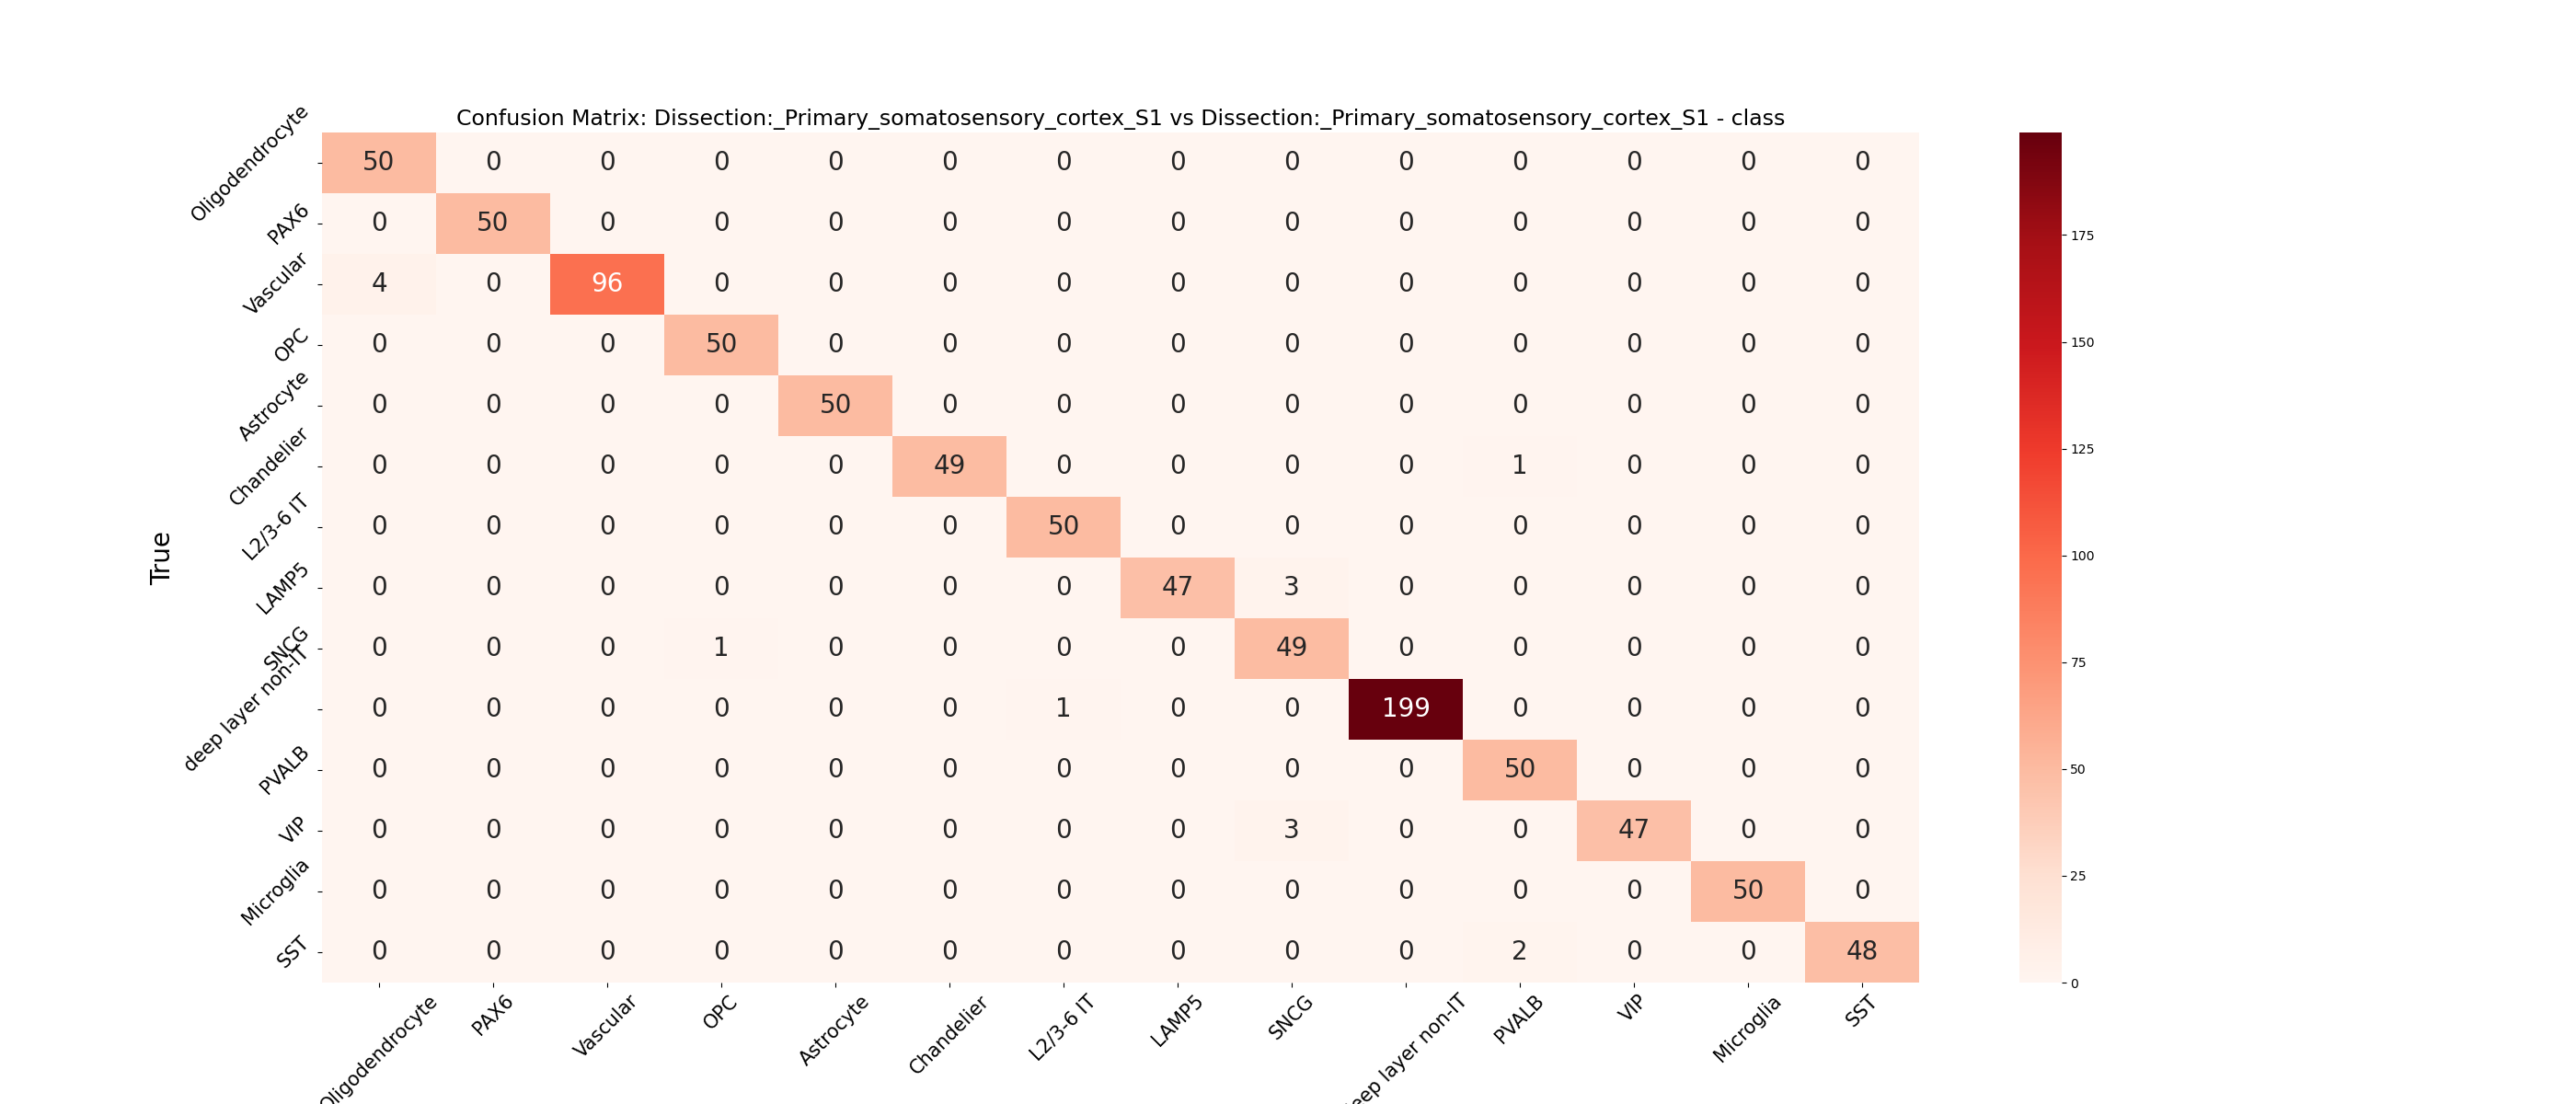 Confusion Matrix: Dissection:_Primary_somatosensory_cortex_S1 vs Dissection:_Primary_somatosensory_cortex_S1 - class
Oligodendrocyte 50 0 0 0 0 0 0 0 0 0 0 0 0 0
PAX6 0 50 0 0 0 0 0 0 0 0 0 0 0 0
Vascular 4 0 96 0 0 0 0 0 0 0 0 0 0 0
OPC 0 0 0 50 0 0 0 0 0 0 0 0 0 0
Astrocyte 0 0 0 0 50 0 0 0 0 0 0 0 0 0
Chandelier 0 0 0 0 0 49 0 0 0 0 1 0 0 0
L2/3-6 IT 0 0 0 0 0 0 50 0 0 0 0 0 0 0
LAMP5 0 0 0 0 0 0 0 47 3 0 0 0 0 0
SNCG 0 0 0 1 0 0 0 0 49 0 0 0 0 0
deep layer non-IT 0 0 0 0 0 0 1 0 0 199 0 0 0 0
PVALB 0 0 0 0 0 0 0 0 0 0 50 0 0 0
VIP 0 0 0 0 0 0 0 0 3 0 0 47 0 0
Microglia 0 0 0 0 0 0 0 0 0 0 0 0 50 0
SST 0 0 0 0 0 0 0 0 0 0 2 0 0 48
True
Oligodendrocyte PAX6 Vascular OPC Astrocyte Chandelier L2/3-6 IT LAMP5 SNCG eep layer non-IT PVALB VIP Microglia SST
175
150
125
100
75
50
25
0